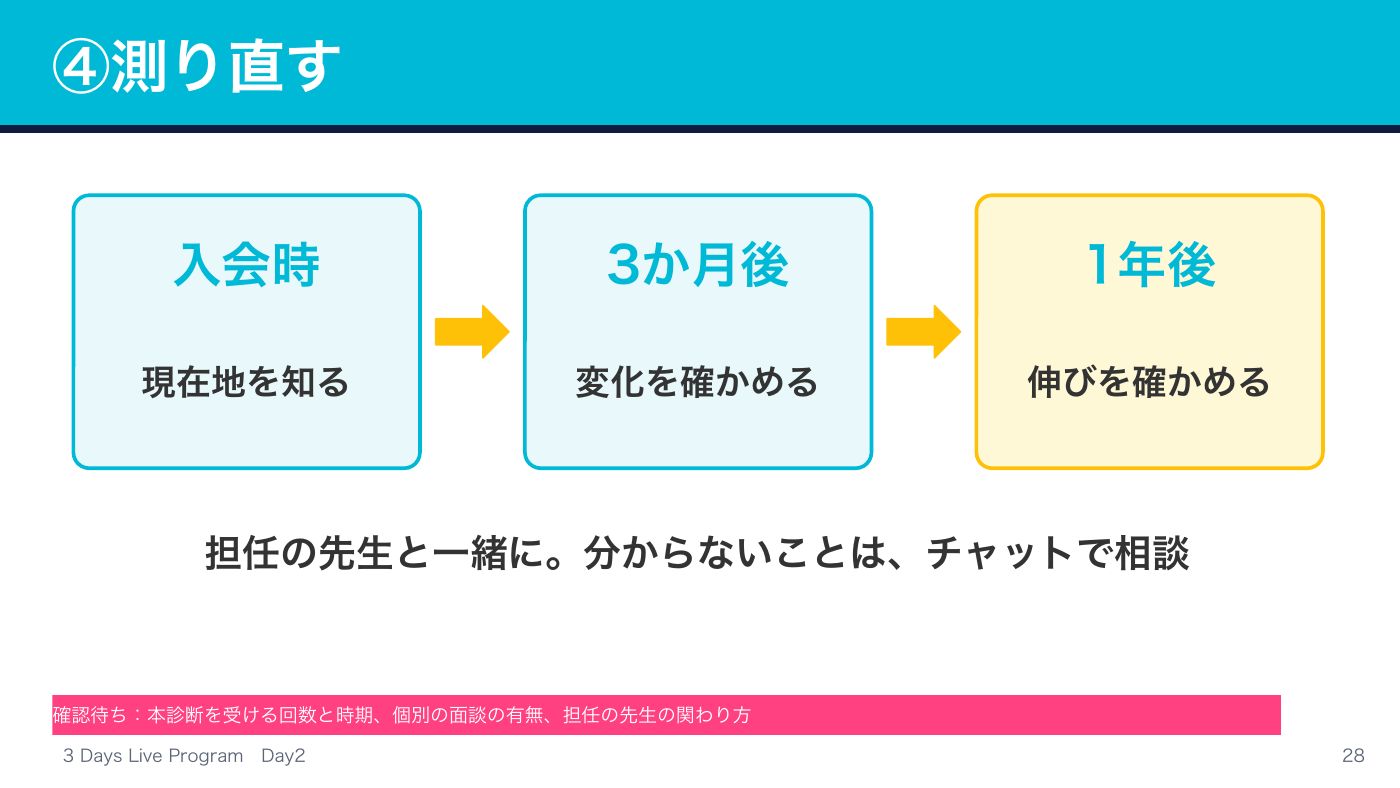 ④測り直す
入会時
現在地を知る
3か月後
変化を確かめる
1年後
伸びを確かめる
担任の先生と一緒に。分からないことは、チャットで相談
確認待ち：本診断を受ける回数と時期、個別の面談の有無、担任の先生の関わり方
3 Days Live Program　Day2
28